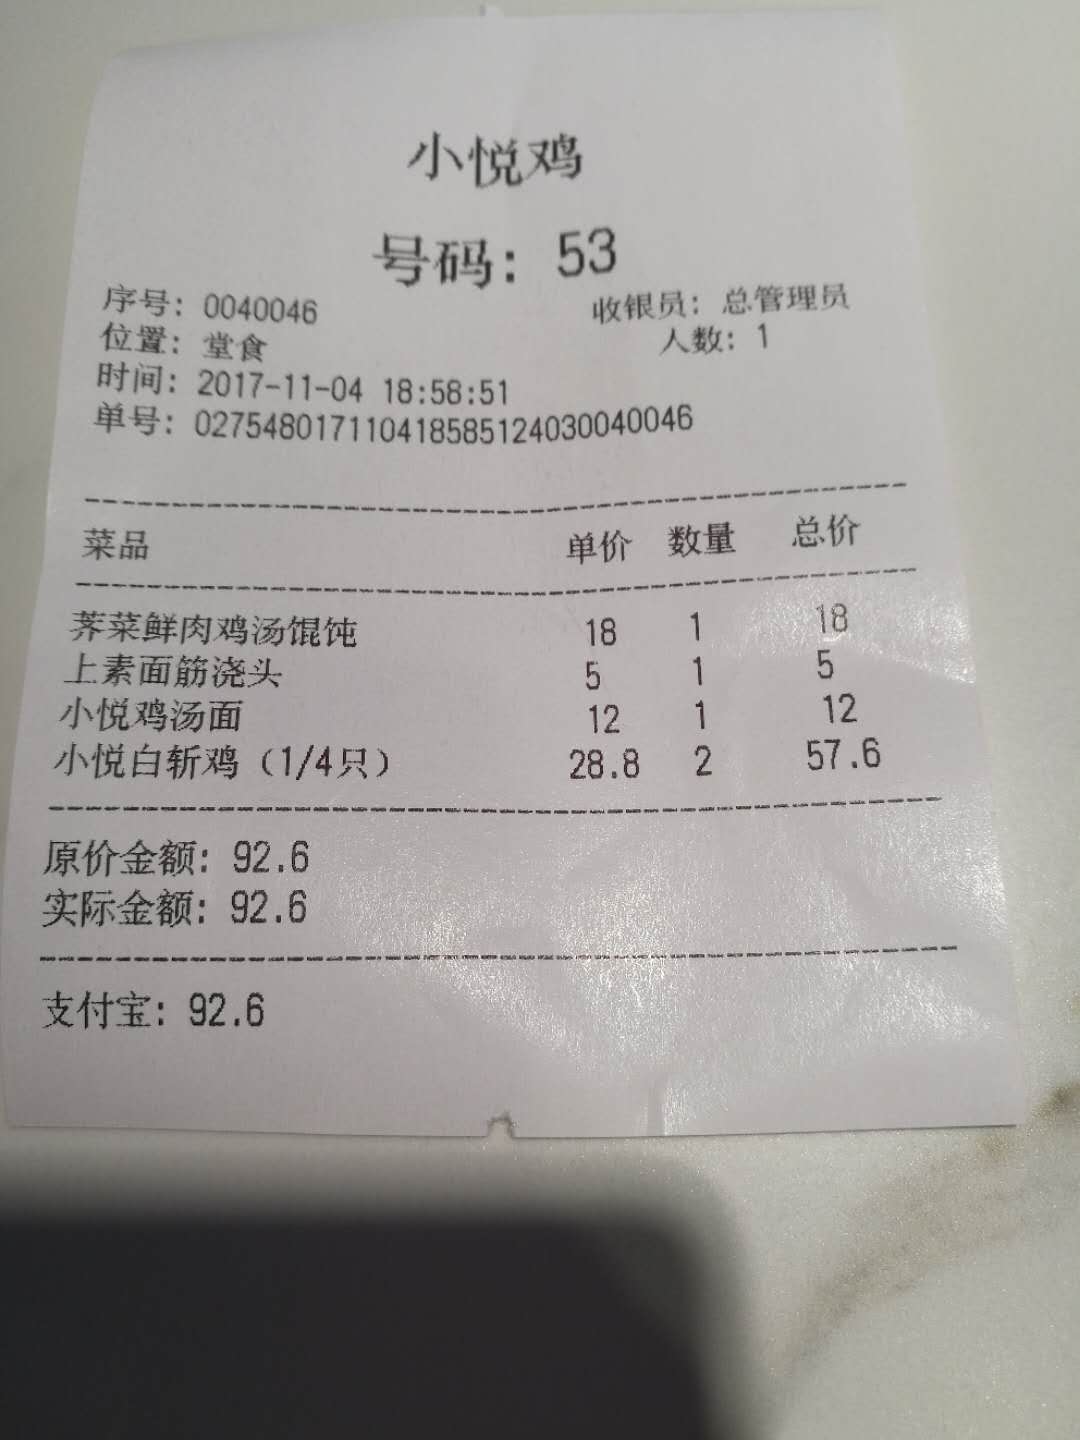 小悦鸡
号码: 53
序号: 0040046 收银员: 总管理员
位置: 堂食 人数: 1
时间: 2017-11-04 18:58:51
单号: 02754801711041858512403​0040046
菜品 单价 数量 总价
荠菜鲜肉鸡汤馄饨 18 1 18
上素面筋浇头 5 1 5
小悦鸡汤面 12 1 12
小悦白斩鸡（1/4只） 28.8 2 57.6
原价金额: 92.6
实际金额: 92.6
支付宝: 92.6